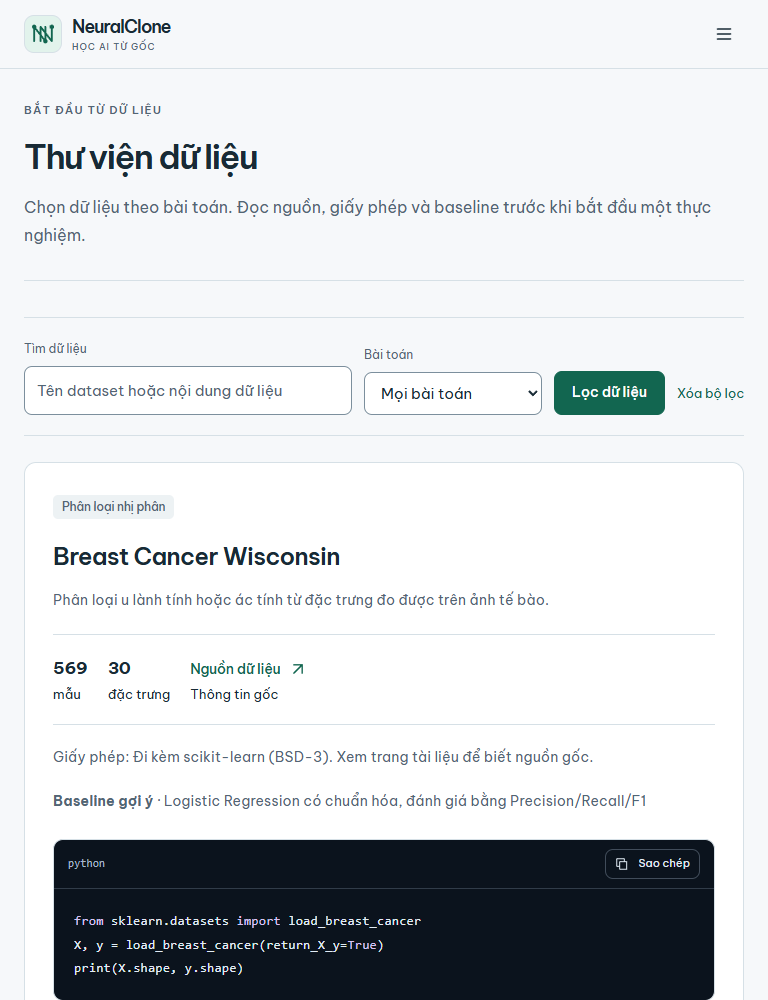 NeuralClone
HỌC AI TỪ GỐC
BẮT ĐẦU TỪ DỮ LIỆU
Thư viện dữ liệu
Chọn dữ liệu theo bài toán. Đọc nguồn, giấy phép và baseline trước khi bắt đầu một thực
nghiệm.
Tìm dữ liệu
Bài toán
Tên dataset hoặc nội dung dữ liệu
Mọi bài toán
Lọc dữ liệu
Xóa bộ lọc
Phân loại nhị phân
Breast Cancer Wisconsin
Phân loại u lành tính hoặc ác tính từ đặc trưng đo được trên ảnh tế bào.
569 30 Nguồn dữ liệu
mẫu đặc trưng Thông tin gốc
Giấy phép: Đi kèm scikit-learn (BSD-3). Xem trang tài liệu để biết nguồn gốc.
Baseline gợi ý · Logistic Regression có chuẩn hóa, đánh giá bằng Precision/Recall/F1
python
Sao chép
from sklearn.datasets import load_breast_cancer
X, y = load_breast_cancer(return_X_y=True)
print(X.shape, y.shape)